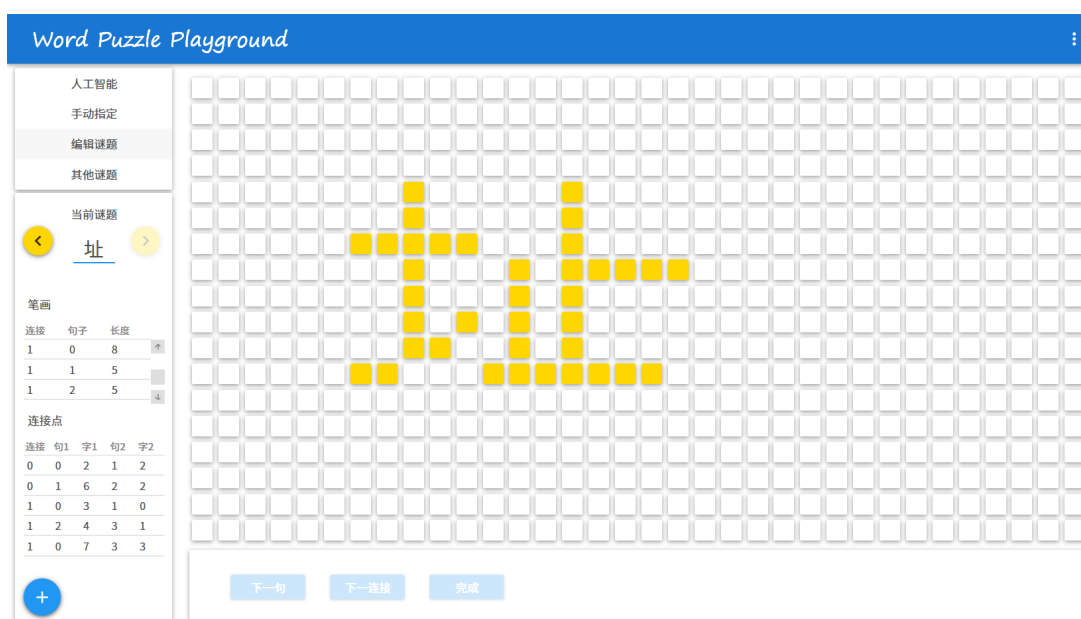 Word Puzzle Playground
人工智能
手动指定
编辑谜题
其他谜题
当前谜题
址
笔画
连接 句子 长度
1 0 8
1 1 5
1 2 5
连接点
连接 句1 字1 句2 字2
0 0 2 1 2
0 1 6 2 2
1 0 3 1 0
1 2 4 3 1
1 0 7 3 3
+
下一句 下一连接 完成